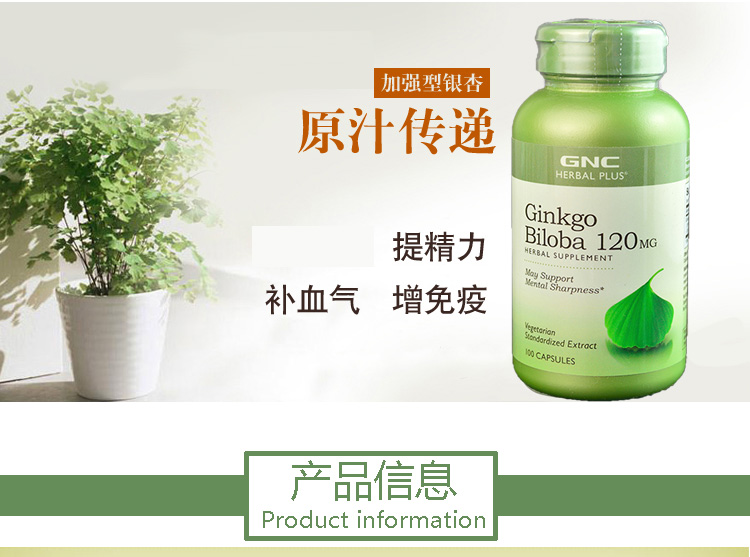 加强型银杏
原汁传递
提精力
补血气 增免疫
GNC
HERBAL PLUS®
Ginkgo
Biloba 120MG
HERBAL SUPPLEMENT
May Support
Mental Sharpness*
Vegetarian
Standardized Extract
100 CAPSULES
产品信息
Product information